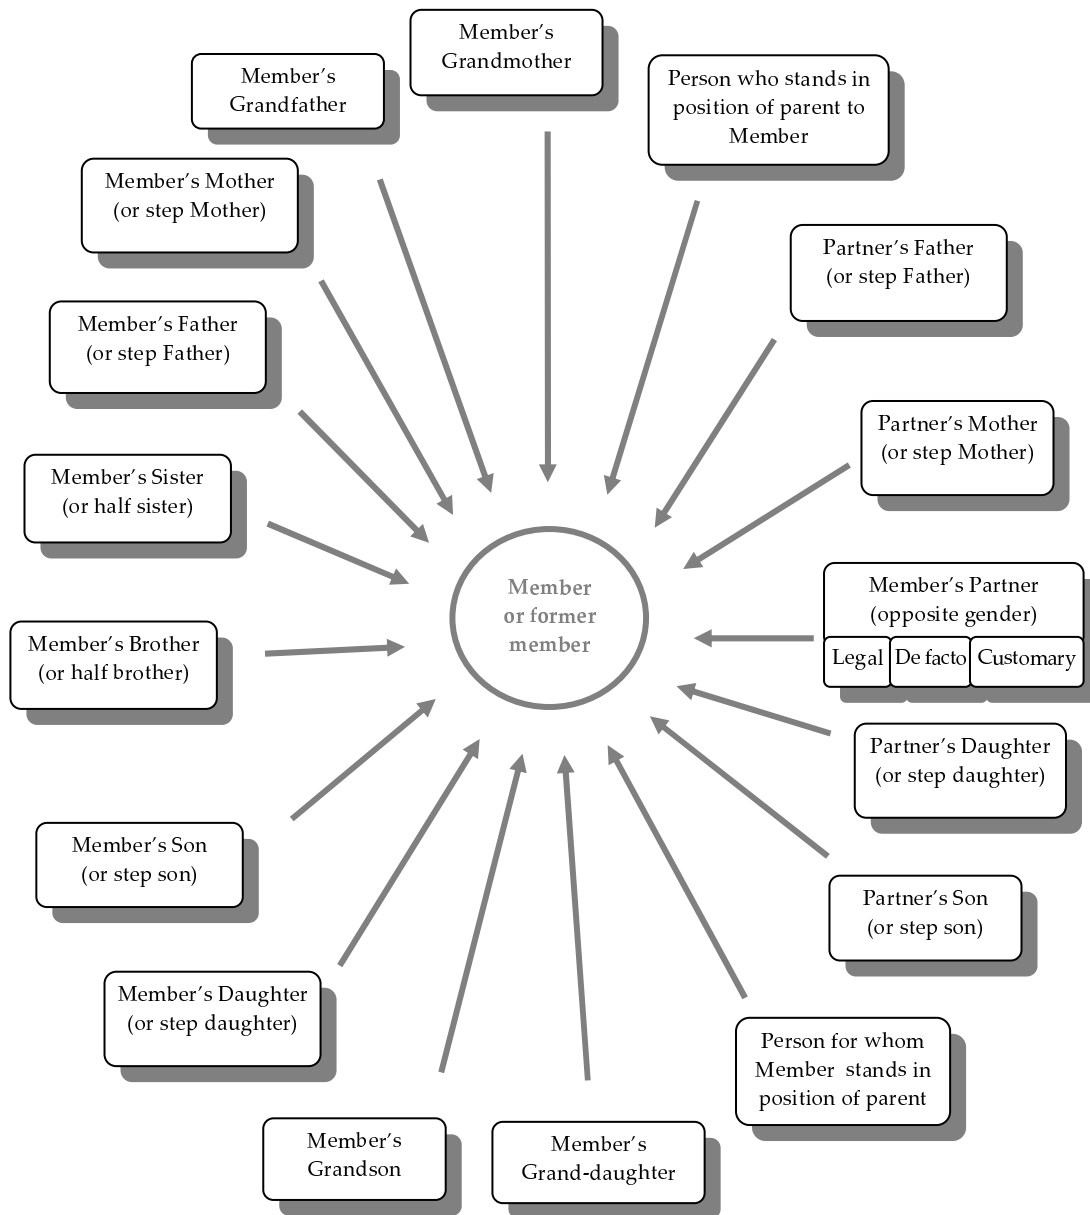 Member's
Grandmother
Member's
Grandfather
Person who stands in
position of parent to
Member
Member's Mother
(or step Mother)
Partner's Father
(or step Father)
Member's Father
(or step Father)
Partner's Mother
(or step Mother)
Member's Sister
(or half sister)
Member
or former
member
Member's Partner
(opposite gender)
Legal
De facto
Customary
Member's Brother
(or half brother)
Partner's Daughter
(or step daughter)
Member's Son
(or step son)
Partner's Son
(or step son)
Member's Daughter
(or step daughter)
Person for whom
Member stands in
position of parent
Member's
Grandson
Member's
Grand-daughter